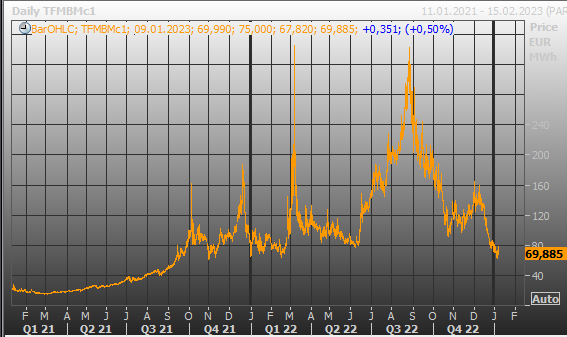 Daily TFMBMc1
11.01.2021 - 15.02.2023 (PAR
BarOHLC; TFMBMc1; 09.01.2023; 69,990; 75,000; 67,820; 69,885; +0,351; (+0,50%)
Price
EUR
MWh
240
200
160
120
80
69,885
40
Auto
F M A M J J A S O N D J F M A M J J A S O N D J F
Q1 21 Q2 21 Q3 21 Q4 21 Q1 22 Q2 22 Q3 22 Q4 22